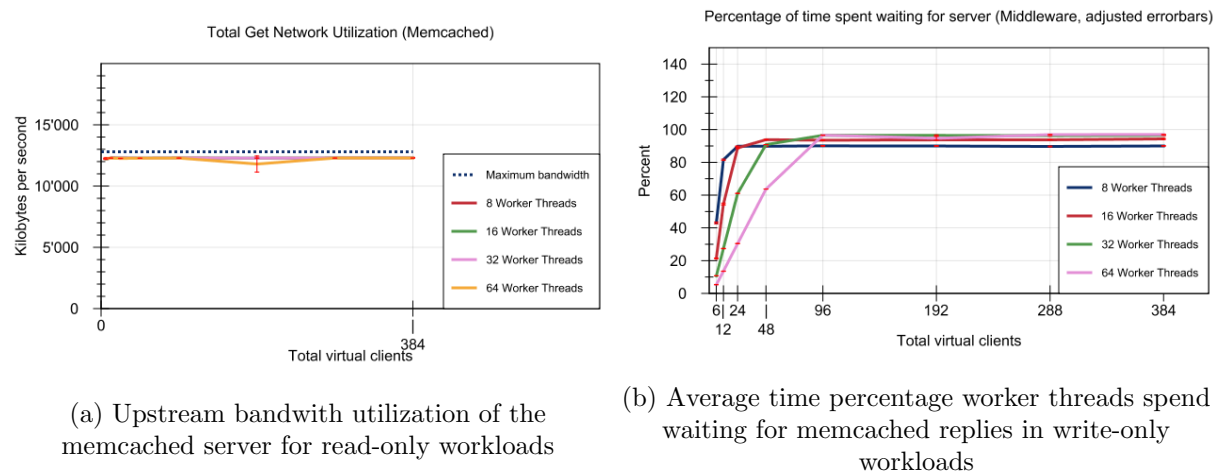 Total Get Network Utilization (Memcached)
Kilobytes per second
15'000
10'000
5'000
0
0
384
Total virtual clients
Maximum bandwidth
8 Worker Threads
16 Worker Threads
32 Worker Threads
64 Worker Threads
(a) Upstream bandwith utilization of the
memcached server for read-only workloads
Percentage of time spent waiting for server (Middleware, adjusted errorbars)
Percent
140
120
100
80
60
40
20
0
6 24 96 192 288 384
12 48
Total virtual clients
8 Worker Threads
16 Worker Threads
32 Worker Threads
64 Worker Threads
(b) Average time percentage worker threads spend
waiting for memcached replies in write-only
workloads